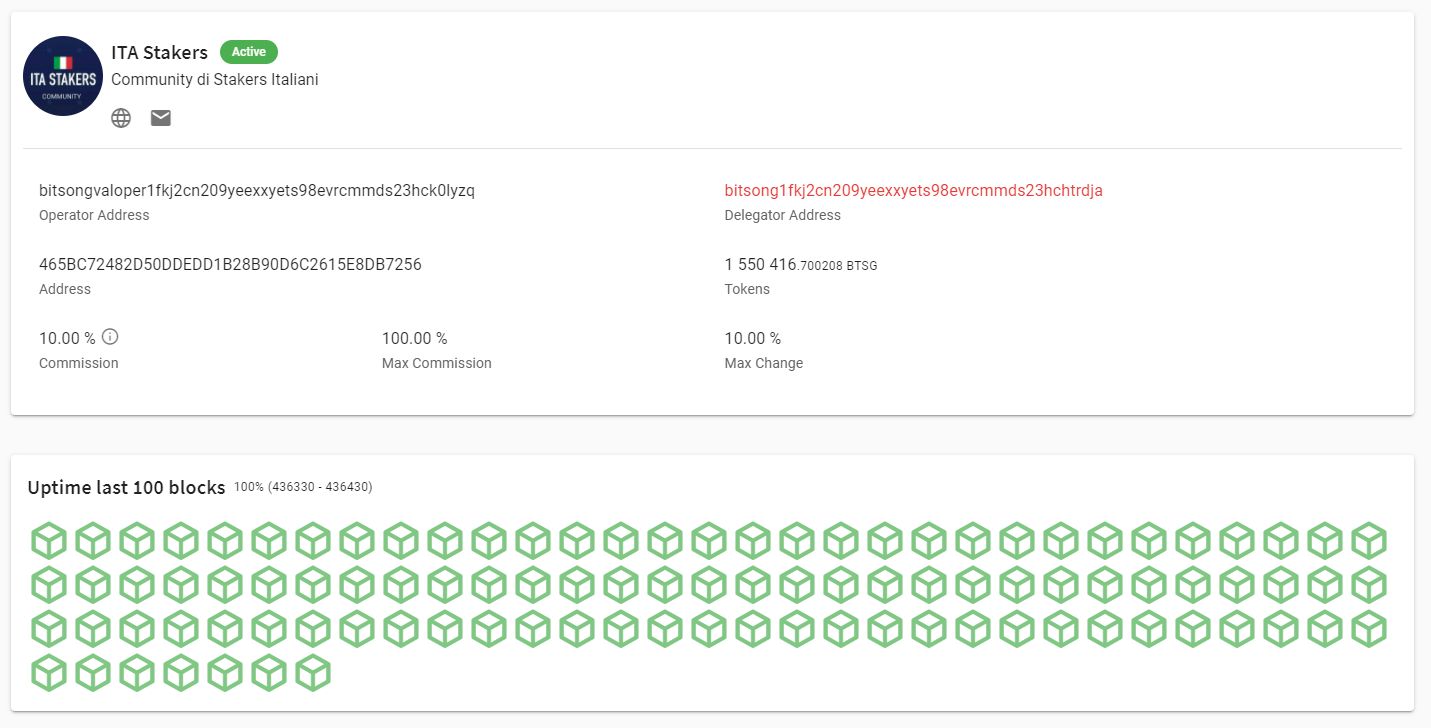 ITA STAKERS
COMMUNITY
ITA Stakers Active
Community di Stakers Italiani
bitsongvaloper1fkj2cn209yeexxyets98evrcmmds23hck0lyzq
Operator Address
bitsong1fkj2cn209yeexxyets98evrcmmds23hchtrdja
Delegator Address
465BC72482D50DDEDD1B28B90D6C2615E8DB7256
Address
1 550 416.700208 BTSG
Tokens
10.00 %
Commission
100.00 %
Max Commission
10.00 %
Max Change
Uptime last 100 blocks 100% (436330 - 436430)